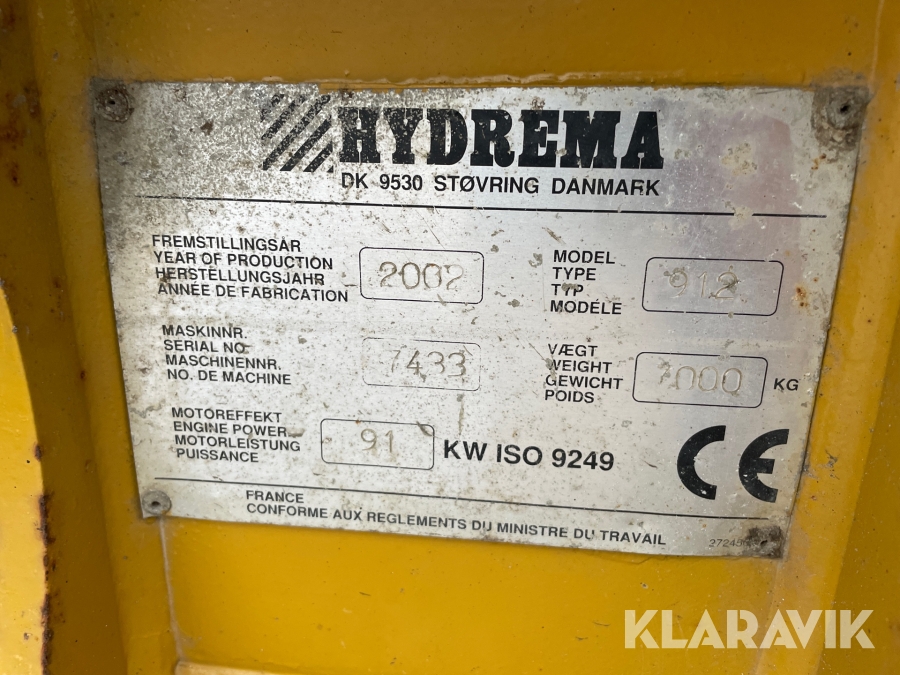 HYDREMA
DK 9530 STØVRING DANMARK
FREMSTILLINGSÅR
YEAR OF PRODUCTION
HERSTELLUNGSJAHR
ANNÉE DE FABRICATION
2002
MODEL
TYPE
TYP
MODÉLE
912
MASKINNR.
SERIAL NO.
MASCHINENNR.
NO. DE MACHINE
7433
VÆGT
WEIGHT
GEWICHT
POIDS
7000 KG
MOTOREFFEKT
ENGINE POWER
MOTORLEISTUNG
PUISSANCE
91
KW ISO 9249
CE
FRANCE
CONFORME AUX REGLEMENTS DU MINISTRE DU TRAVAIL
KLARAVIK